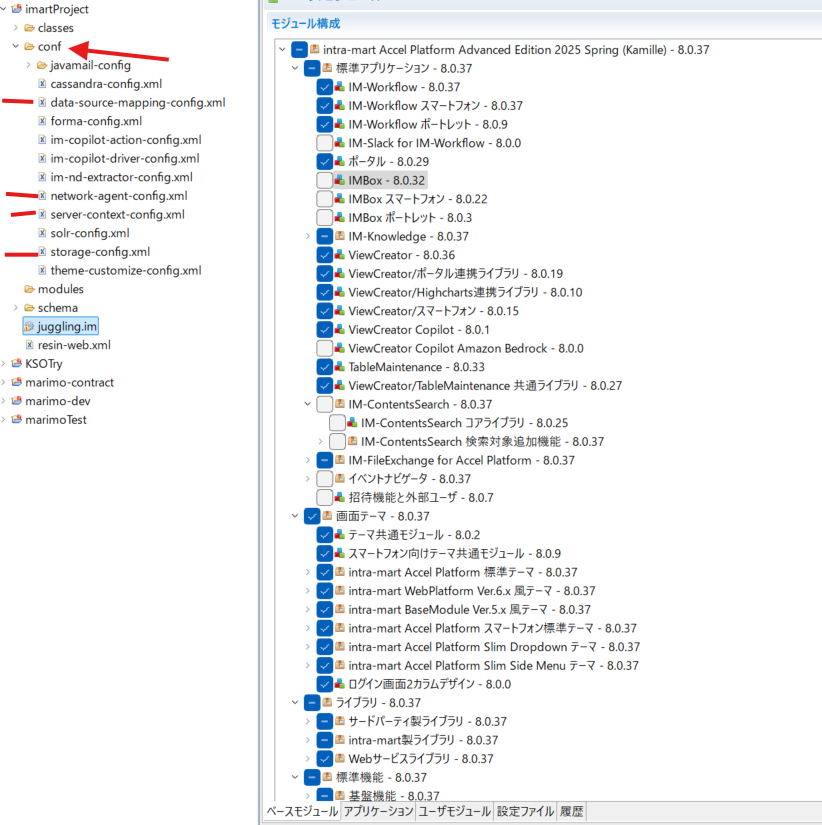 imartProject
classes
conf
javamail-config
cassandra-config.xml
data-source-mapping-config.xml
forma-config.xml
im-copilot-action-config.xml
im-copilot-driver-config.xml
im-nd-extractor-config.xml
network-agent-config.xml
server-context-config.xml
solr-config.xml
storage-config.xml
theme-customize-config.xml
modules
schema
juggling.im
resin-web.xml
KSOTry
marimo-contract
marimo-dev
marimoTest
モジュール構成
intra-mart Accel Platform Advanced Edition 2025 Spring (Kamille) - 8.0.37
標準アプリケーション - 8.0.37
IM-Workflow - 8.0.37
IM-Workflow スマートフォン - 8.0.37
IM-Workflow ポートレット - 8.0.9
IM-Slack for IM-Workflow - 8.0.0
ポータル - 8.0.29
IMBox - 8.0.32
IMBox スマートフォン - 8.0.22
IMBox ポートレット - 8.0.3
IM-Knowledge - 8.0.37
ViewCreator - 8.0.36
ViewCreator/ポータル連携ライブラリ - 8.0.19
ViewCreator/Highcharts連携ライブラリ - 8.0.10
ViewCreator/スマートフォン - 8.0.15
ViewCreator Copilot - 8.0.1
ViewCreator Copilot Amazon Bedrock - 8.0.0
TableMaintenance - 8.0.33
ViewCreator/TableMaintenance 共通ライブラリ - 8.0.27
IM-ContentsSearch - 8.0.37
IM-ContentsSearch コアライブラリ - 8.0.25
IM-ContentsSearch 検索対象追加機能 - 8.0.37
IM-FileExchange for Accel Platform - 8.0.37
イベントナビゲータ - 8.0.37
招待機能と外部ユーザ - 8.0.7
画面テーマ - 8.0.37
テーマ共通モジュール - 8.0.2
スマートフォン向けテーマ共通モジュール - 8.0.9
intra-mart Accel Platform 標準テーマ - 8.0.37
intra-mart WebPlatform Ver.6.x 風テーマ - 8.0.37
intra-mart BaseModule Ver.5.x 風テーマ - 8.0.37
intra-mart Accel Platform スマートフォン標準テーマ - 8.0.37
intra-mart Accel Platform Slim Dropdown テーマ - 8.0.37
intra-mart Accel Platform Slim Side Menu テーマ - 8.0.37
ログイン画面2カラムデザイン - 8.0.0
ライブラリ - 8.0.37
サードパーティ製ライブラリ - 8.0.37
intra-mart製ライブラリ - 8.0.37
Webサービスライブラリ - 8.0.37
標準機能 - 8.0.37
基盤機能 - 8.0.37
ベースモジュール アプリケーション ユーザモジュール 設定ファイル 履歴